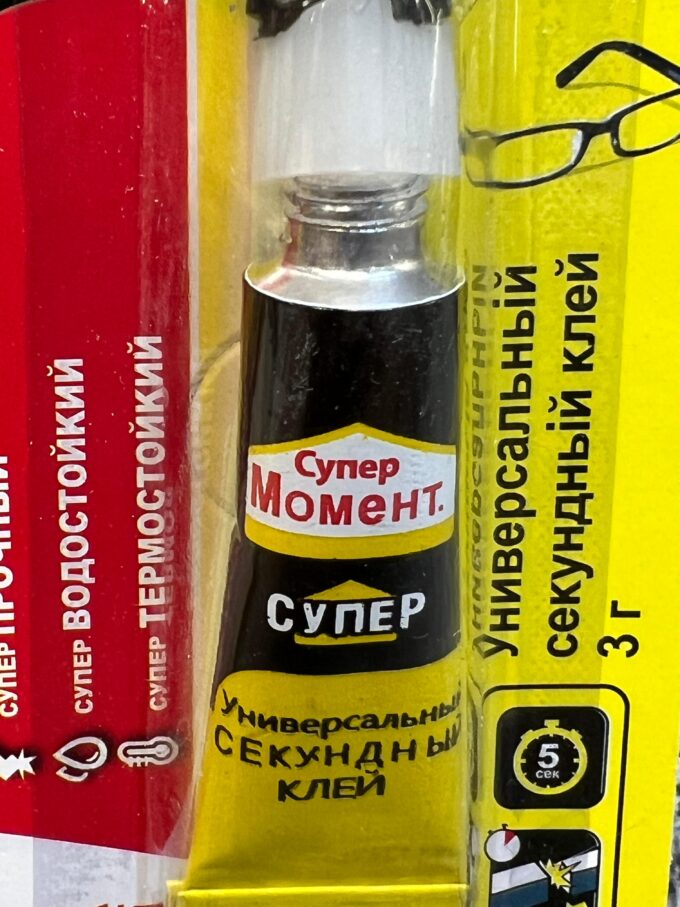 СУПЕР ПРОЧНЫЙ
СУПЕР ВОДОСТОЙКИЙ
СУПЕР ТЕРМОСТОЙКИЙ
Супер
Момент.
СУПЕР
Универсальный
СЕКУНДНЫЙ
КЛЕЙ
Универсальный
секундный клей
3 г
5
сек